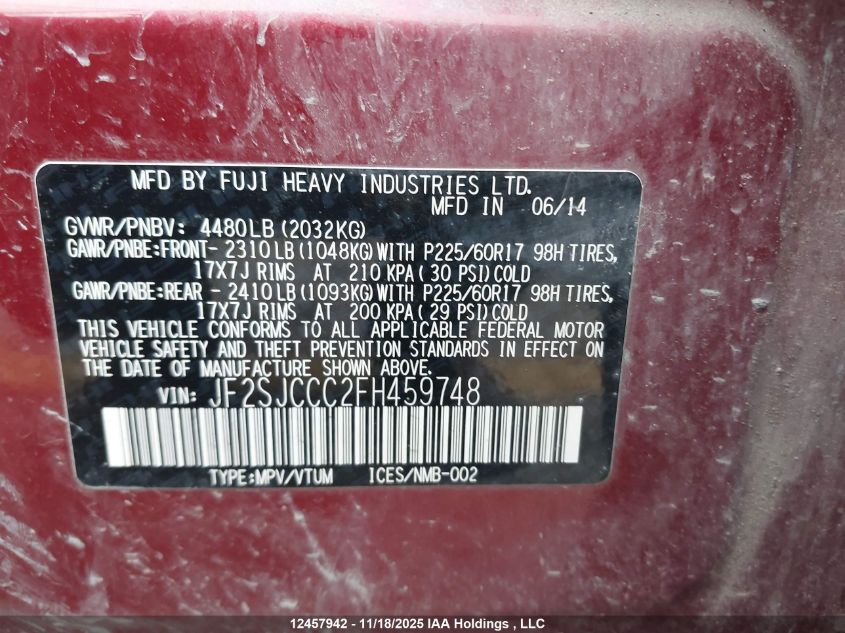 MFD BY FUJI HEAVY INDUSTRIES LTD.
MFD IN 06/14
GVWR/PNBV: 4480LB (2032KG)
GAWR/PNBE:FRONT- 2310LB (1048KG) WITH P225/60R17 98H TIRES,
17X7J RIMS AT 210 KPA ( 30 PSI) COLD
GAWR/PNBE:REAR - 2410LB (1093KG) WITH P225/60R17 98H TIRES,
17X7J RIMS AT 200 KPA ( 29 PSI) COLD
THIS VEHICLE CONFORMS TO ALL APPLICABLE FEDERAL MOTOR
VEHICLE SAFETY AND THEFT PREVENTION STANDARDS IN EFFECT ON
THE DATE OF MANUFACTURE SHOWN ABOVE.
VIN: JF2SJCCC2FH459748
TYPE:MPV/VTUM ICES/NMB-002
12457942 - 11/18/2025 IAA Holdings , LLC